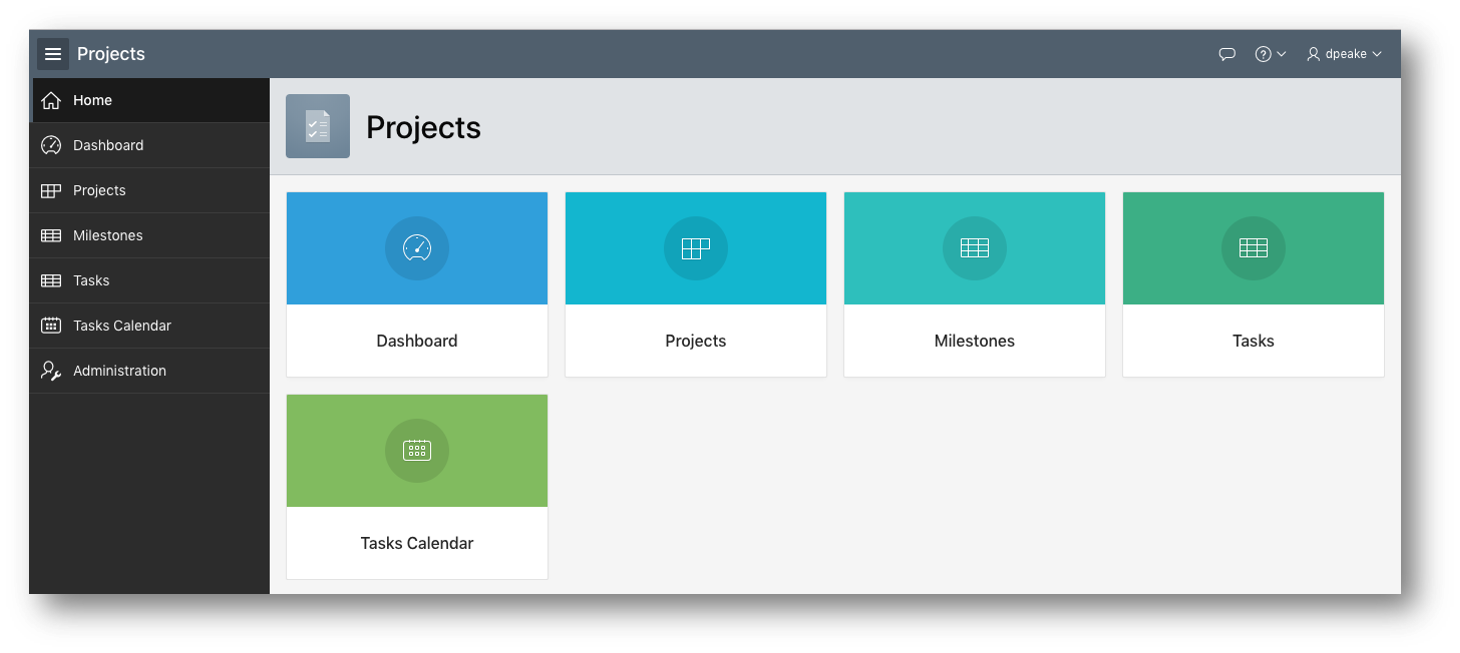 Projects
dpeake
Home
Dashboard
Projects
Milestones
Tasks
Tasks Calendar
Administration
Projects
Dashboard
Projects
Milestones
Tasks
Tasks Calendar